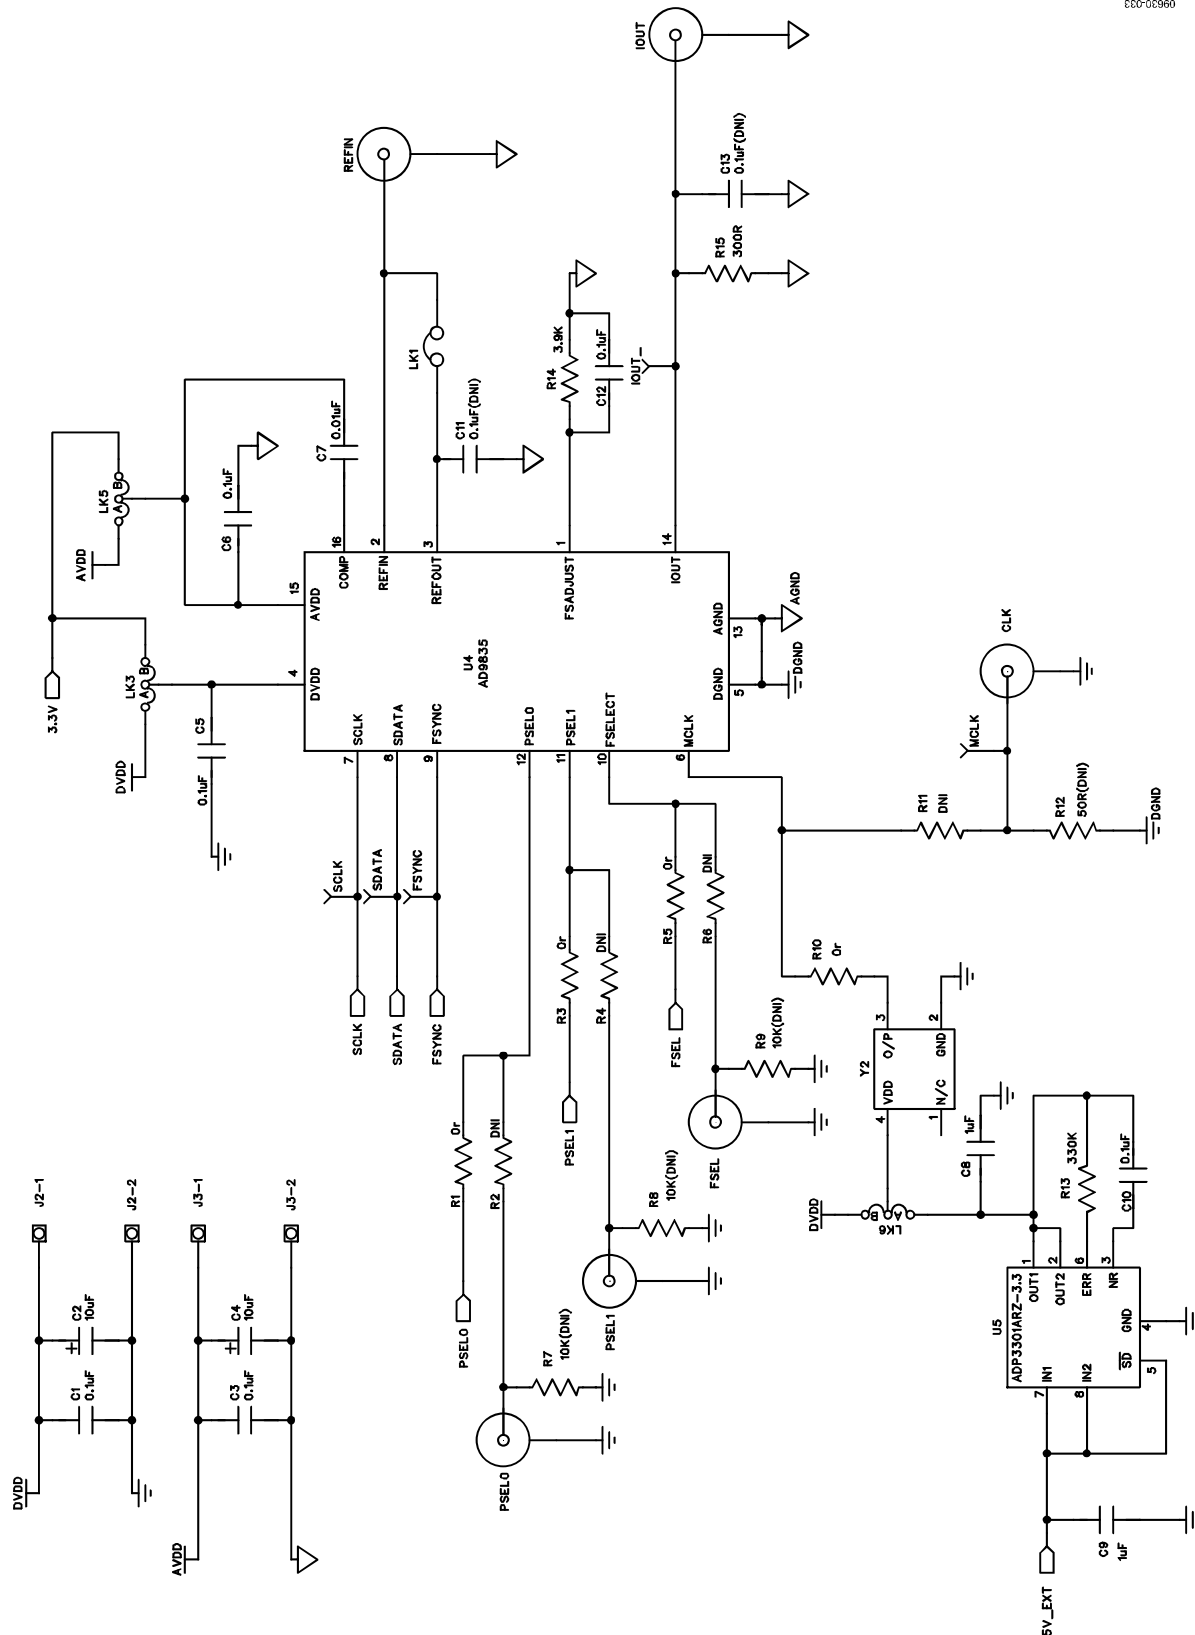 09630-033
IOUT
REFIN
C13
0.1uF(DNI)
R15
300R
R14
3.9K
C12
0.1uF
IOUT_
LK1
C11
0.1uF(DNI)
C7
0.01uF
C6
0.1uF
LK5
A
B
AVDD
3.3V
LK3
A
B
DVDD
C5
0.1uF
15
AVDD
16
COMP
2
REFIN
3
REFOUT
1
FSADJUST
14
IOUT
4
DVDD
U4
AD9835
AGND
13
AGND
DGND
5
DGND
SCLK
7
SDATA
8
FSYNC
9
PSEL0
12
PSEL1
11
FSELECT
10
MCLK
6
SCLK
SDATA
FSYNC
SCLK
SDATA
FSYNC
CLK
MCLK
R11
DNI
R12
50R(DNI)
DGND
R10
0r
R5
0r
R6
DNI
R3
0r
R4
DNI
FSEL
R9
10K(DNI)
FSEL
R1
0r
R2
DNI
PSEL1
R8
10K(DNI)
PSEL1
PSEL0
R7
10K(DNI)
PSEL0
Y2
O/P
3
GND
2
VDD
4
N/C
1
C8
1uF
DVDD
B
A
LK6
R13
330K
C10
0.1uF
U5
ADP3301ARZ-3.3
OUT1
1
OUT2
2
ERR
6
NR
3
GND
4
SD
5
IN1
7
IN2
8
C9
1uF
5V_EXT
J2-1
J2-2
J3-1
J3-2
C2
10uF
+
C1
0.1uF
C4
10uF
+
C3
0.1uF
DVDD
AVDD